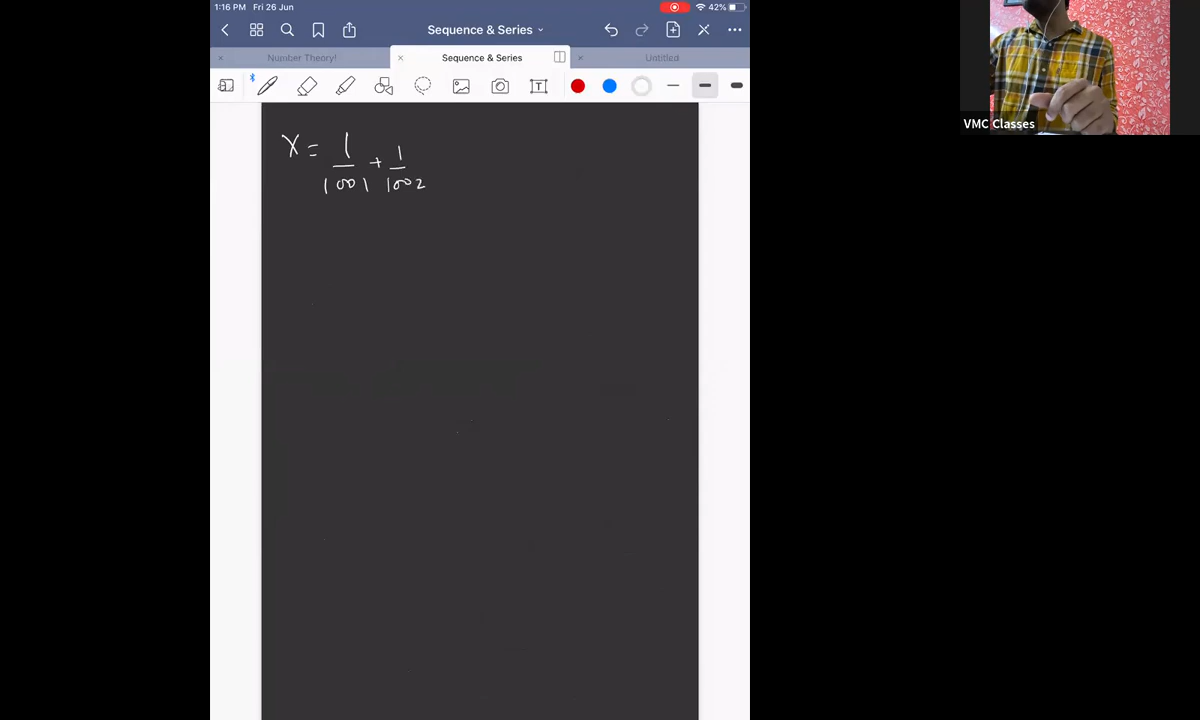 1:16 PM Fri 26 Jun
42%
Sequence & Series
Number Theory!
Sequence & Series
Untitled
T
VMC Classes
x = 1/1001 + 1/1002